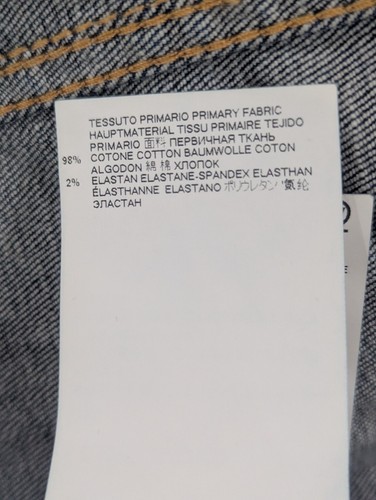 TESSUTO PRIMARIO PRIMARY FABRIC
HAUPTMATERIAL TISSU PRIMAIRE TEJIDO
PRIMARIO 面料 ПЕРВИЧНАЯ ТКАНЬ
98% COTONE COTTON BAUMWOLLE COTON
ALGODON 綿 棉 ХЛОПОК
2% ELASTAN ELASTANE-SPANDEX ELASTHAN
ÉLASTHANNE ELASTANO ポリウレタン 氨纶
ЭЛАСТАН
E